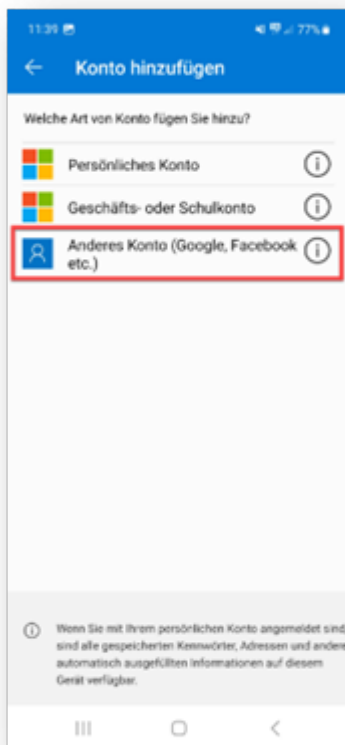 11:39
77%
Konto hinzufügen
Welche Art von Konto fügen Sie hinzu?
Persönliches Konto
Geschäfts- oder Schulkonto
Anderes Konto (Google, Facebook
etc.)
Wenn Sie mit Ihrem persönlichen Konto angemeldet sind,
sind alle gespeicherten Kennwörter, Adressen und andere
automatisch ausgefüllten Informationen auf diesem
Gerät verfügbar.